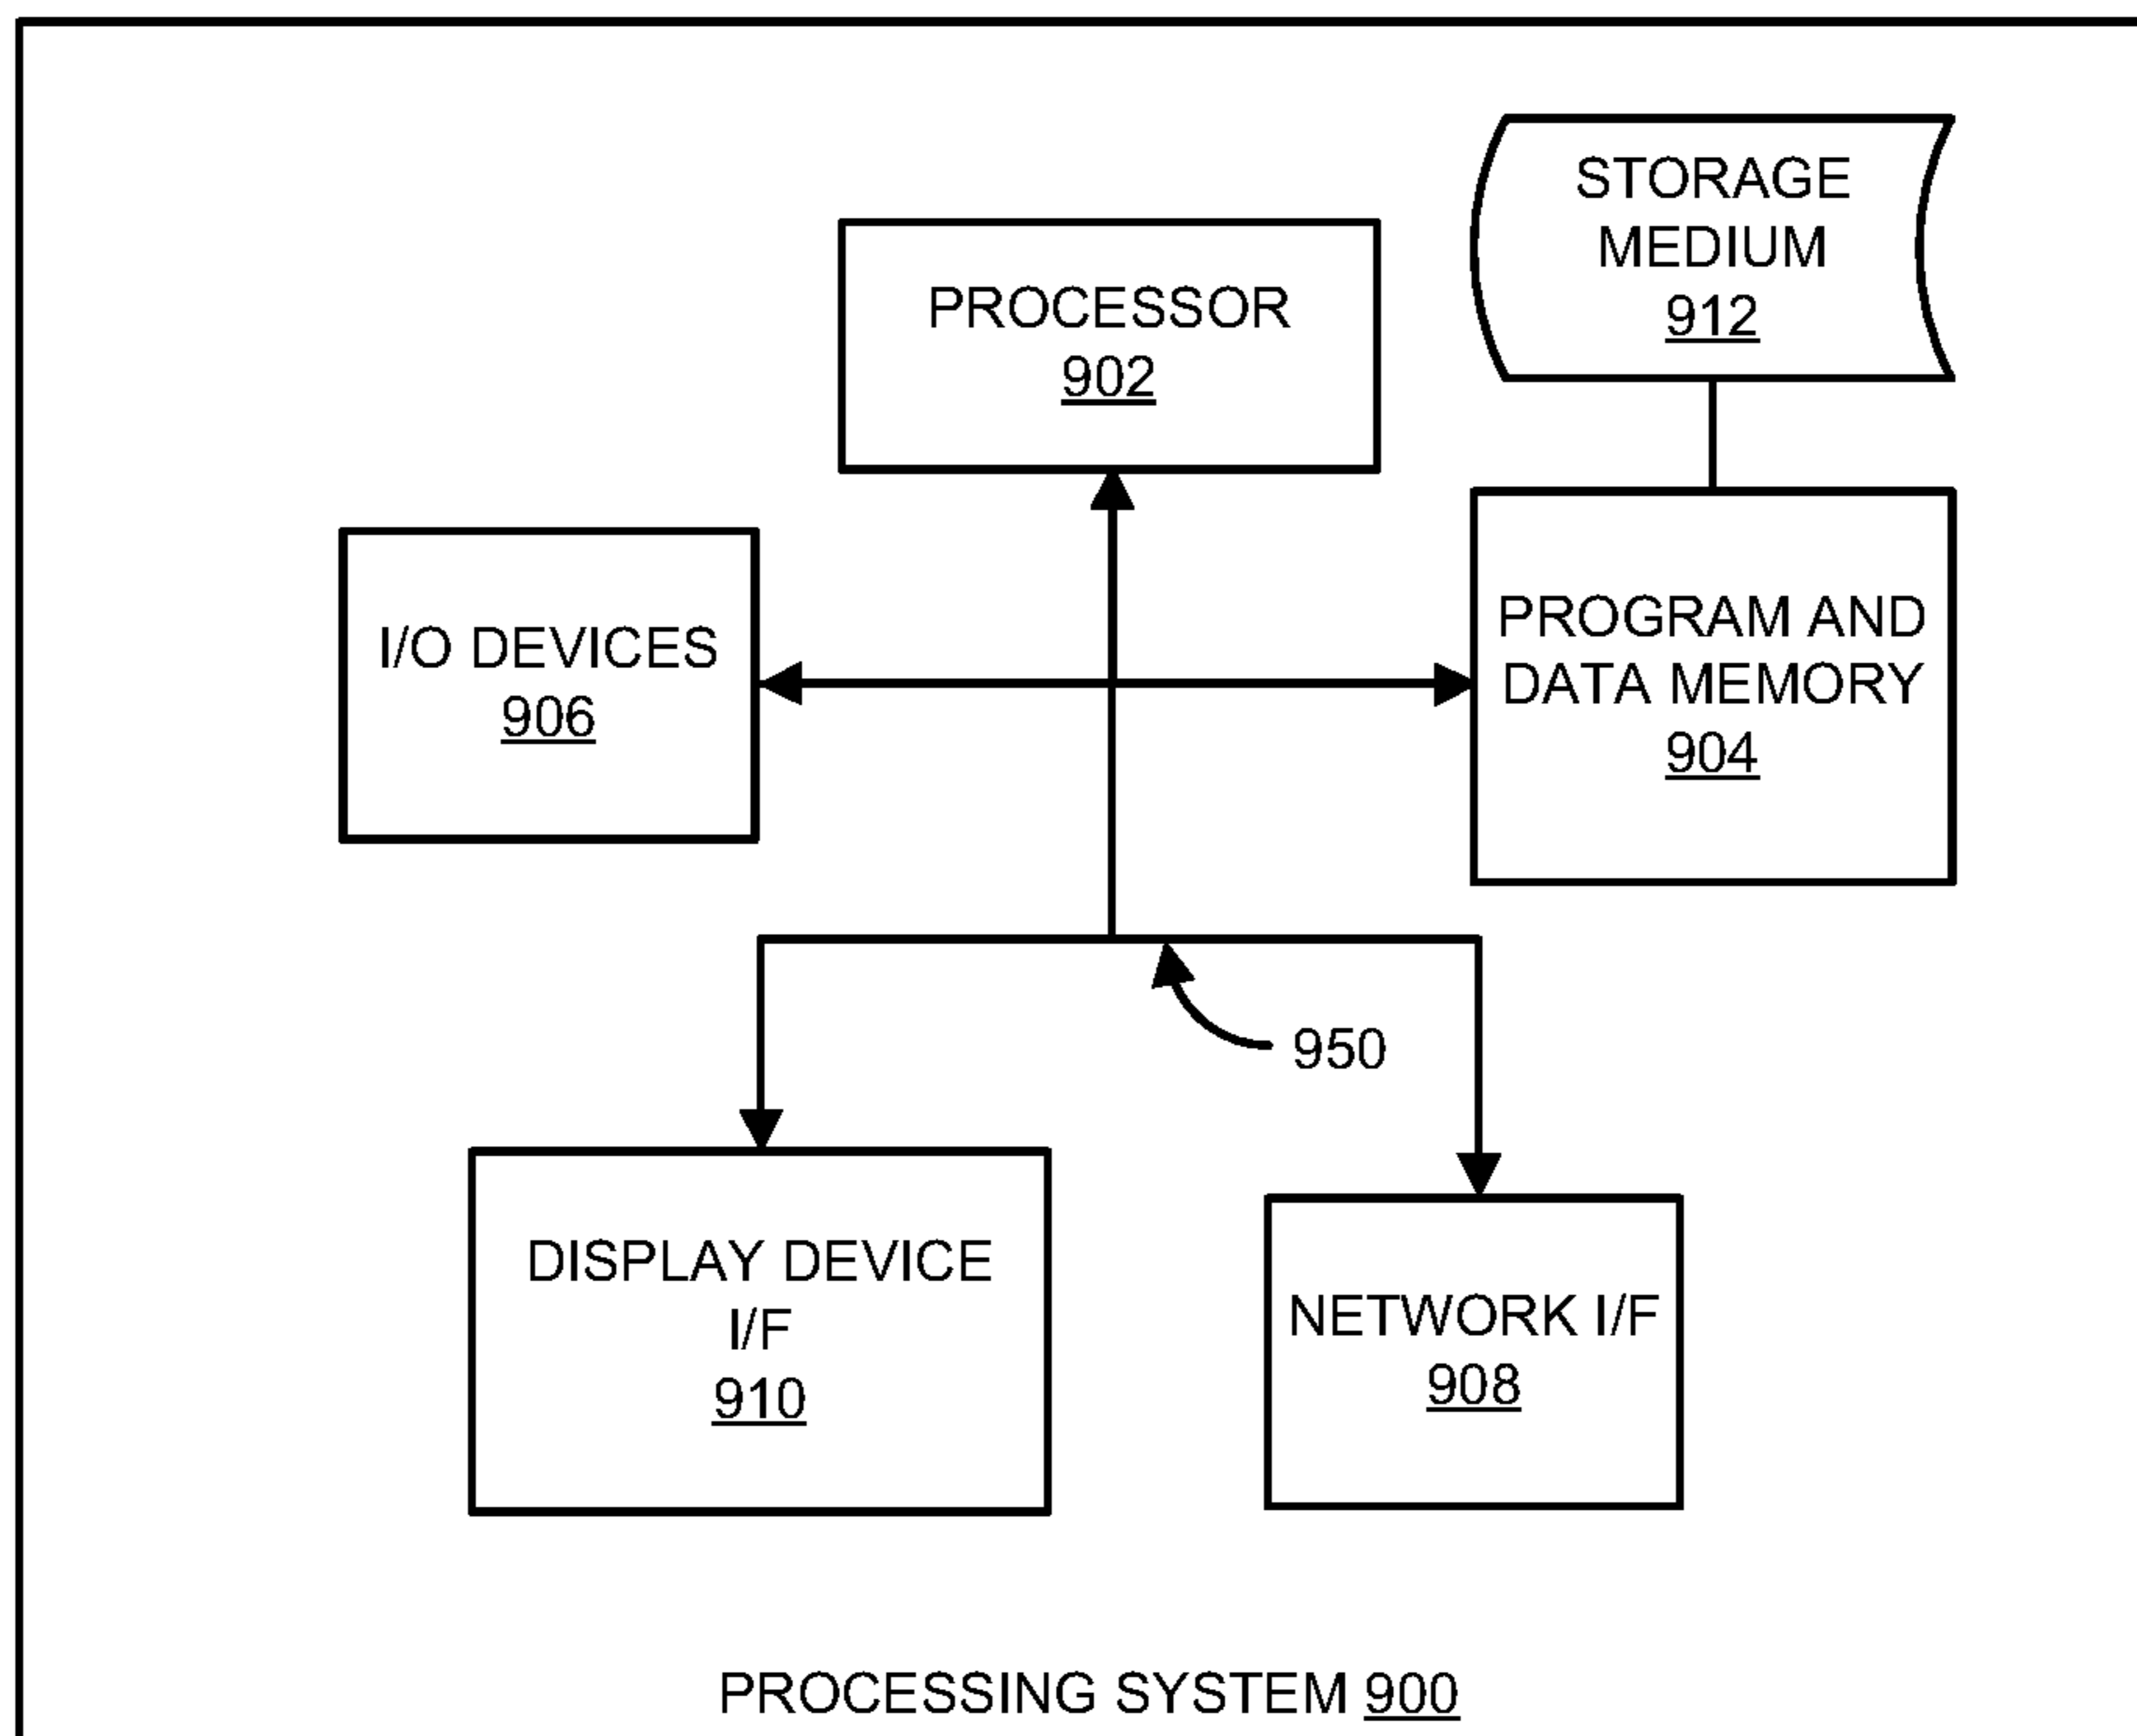 STORAGE
MEDIUM
912
PROCESSOR
902
I/O DEVICES
906
PROGRAM AND
DATA MEMORY
904
950
DISPLAY DEVICE
I/F
910
NETWORK I/F
908
PROCESSING SYSTEM 900